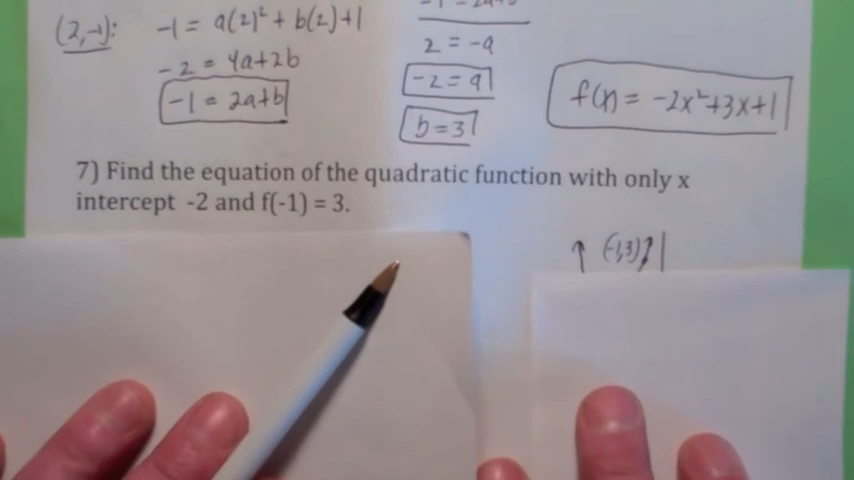 (2,-1): -1 = a(2)² + b(2)+1
-2 = 4a+2b
-1 = 2a+b
2 = -a
-2 = a
b=3
f(x) = -2x²+3x+1
7) Find the equation of the quadratic function with only x
intercept -2 and f(-1) = 3.
(-1,3)